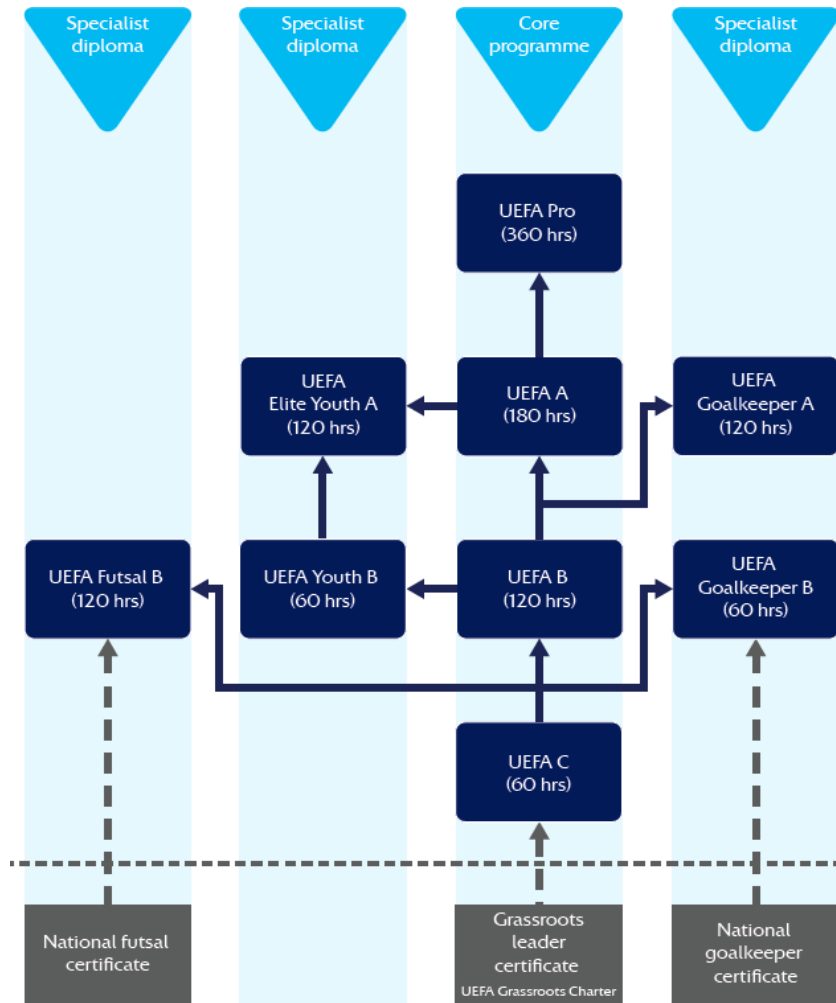 Specialist
diploma
Specialist
diploma
Core
programme
Specialist
diploma
UEFA Pro
(360 hrs)
UEFA
Elite Youth A
(120 hrs)
UEFA A
(180 hrs)
UEFA
Goalkeeper A
(120 hrs)
UEFA Futsal B
(120 hrs)
UEFA Youth B
(60 hrs)
UEFA B
(120 hrs)
UEFA
Goalkeeper B
(60 hrs)
UEFA C
(60 hrs)
National futsal
certificate
Grassroots
leader
certificate
UEFA Grassroots Charter
National
goalkeeper
certificate